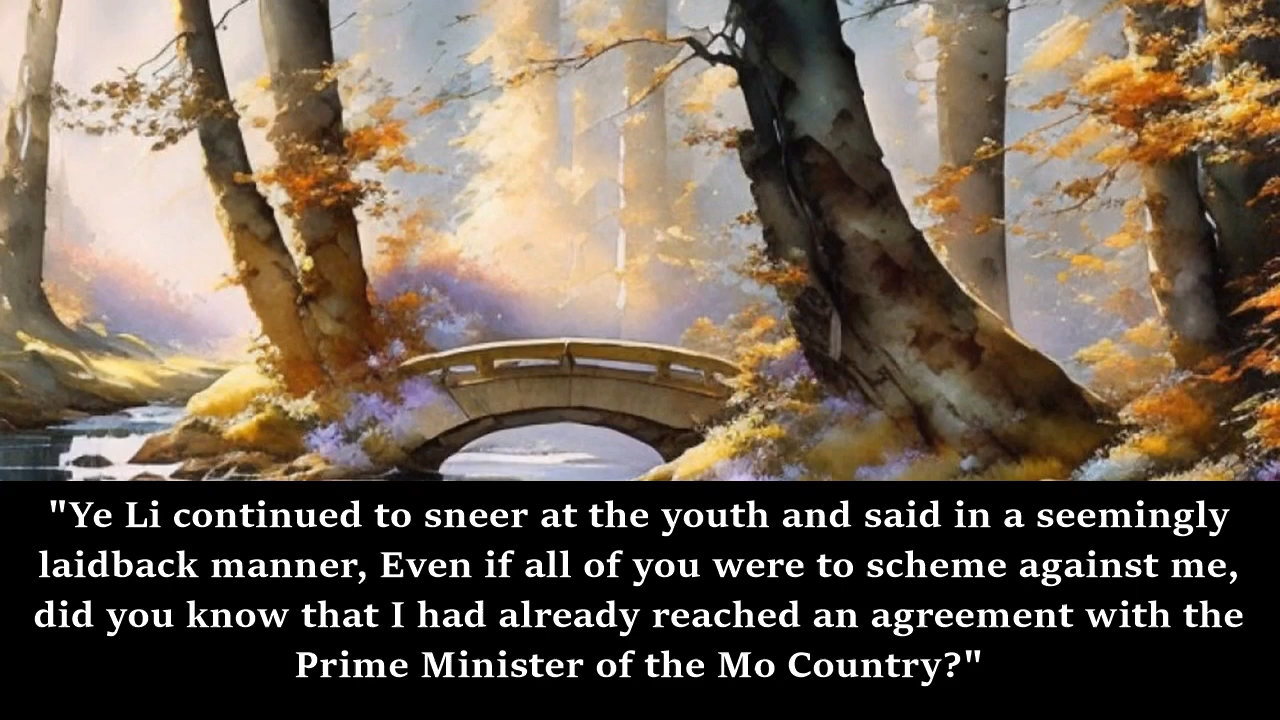 "Ye Li continued to sneer at the youth and said in a seemingly
laidback manner, Even if all of you were to scheme against me,
did you know that I had already reached an agreement with the
Prime Minister of the Mo Country?"